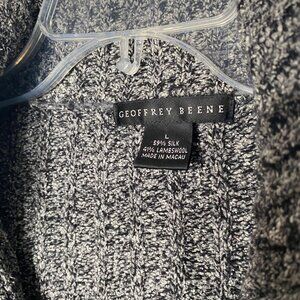 GEOFFREY BEENE
L
59% SILK
41% LAMBSWOOL
MADE IN MACAU